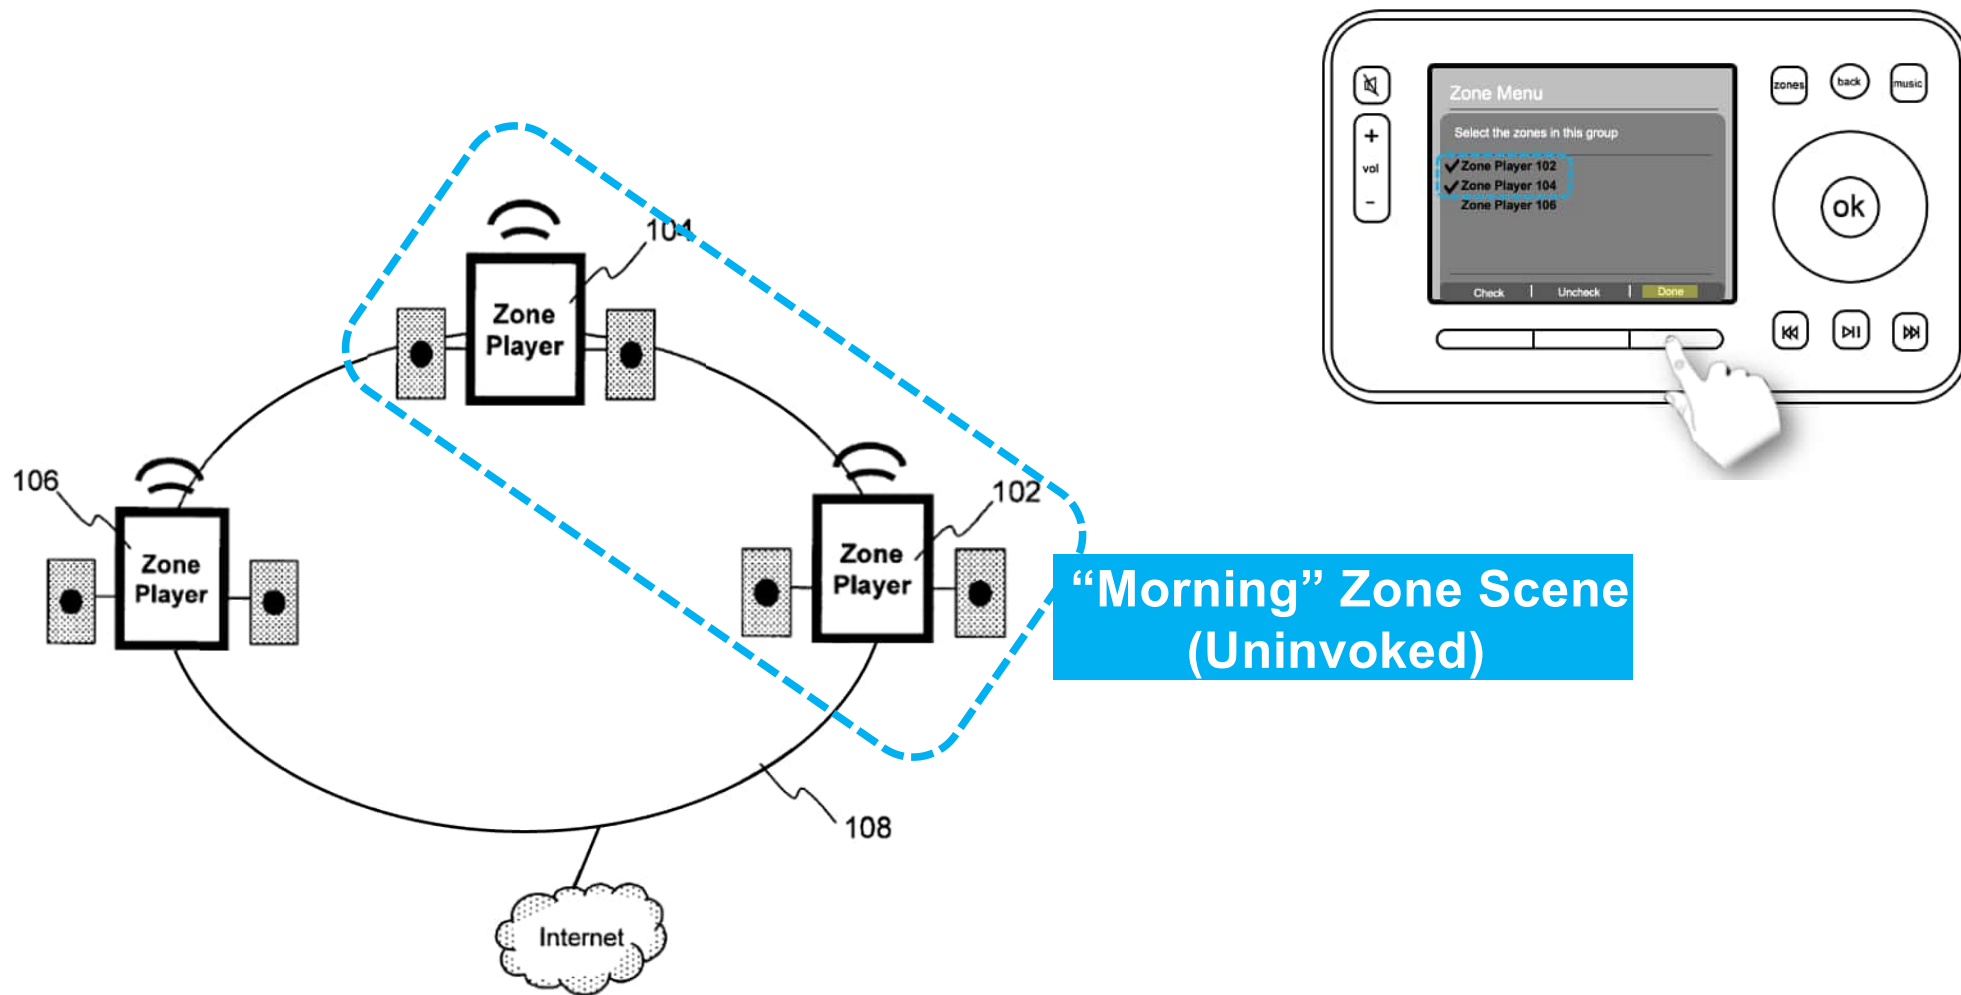 104
Zone
Player
106
Zone
Player
102
Zone
Player
“Morning” Zone Scene
(Uninvoked)
108
Internet
Zone Menu
Select the zones in this group
Zone Player 102
Zone Player 104
Zone Player 106
Check
Uncheck
Done
+
vol
-
zones
back
music
ok